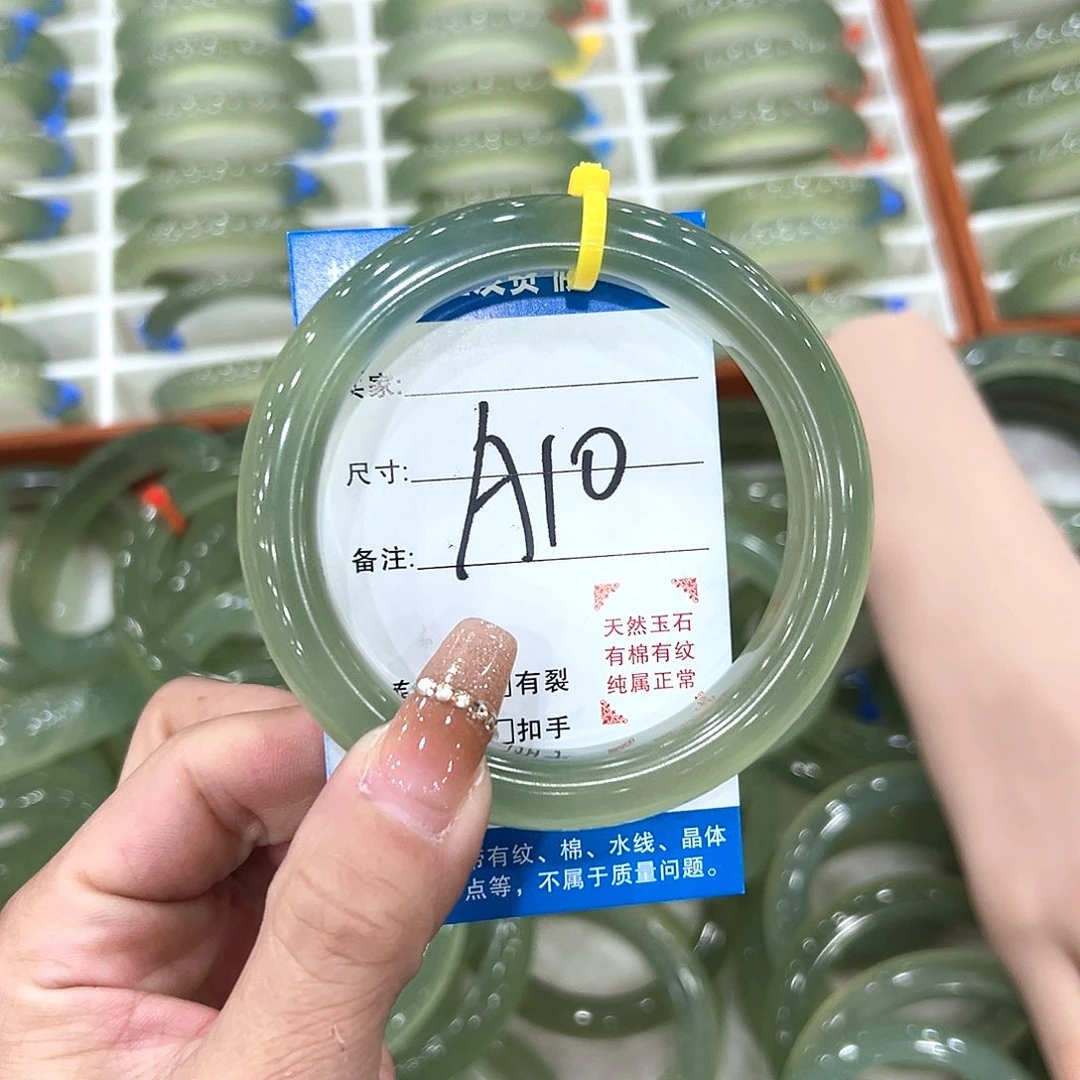 家:
尺寸:
A10
备注:
天然玉石
有棉有纹
纯属正常
有裂
扣手
有纹、棉、水线、晶体
点等，不属于质量问题。